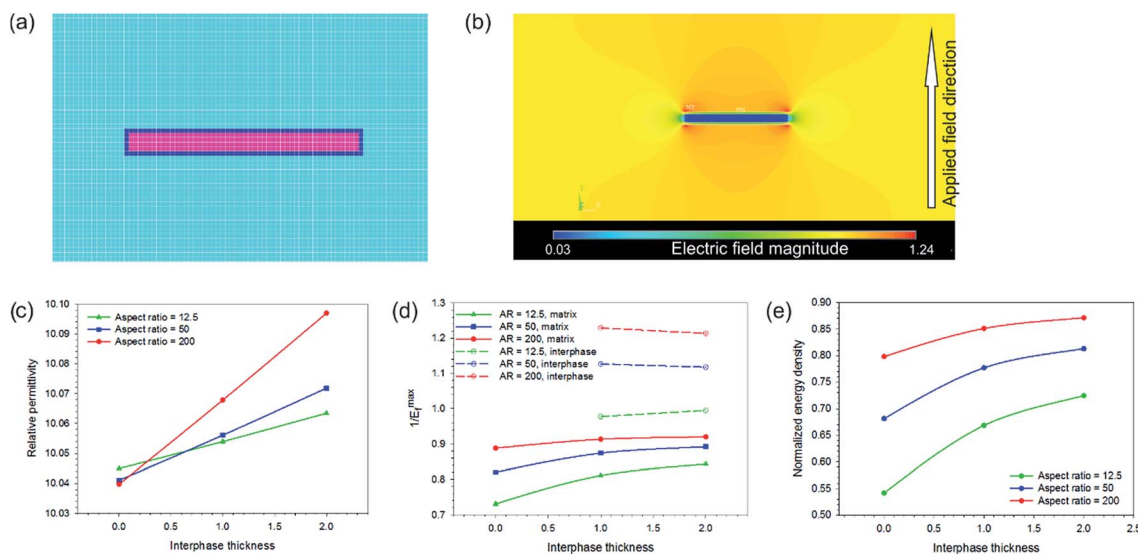 (a)
(b)
MX
MN
Applied field direction
0.03
Electric field magnitude
1.24
(c)
10.10
10.09
10.08
10.07
10.06
10.05
10.04
10.03
Relative permittivity
Aspect ratio = 12.5
Aspect ratio = 50
Aspect ratio = 200
0.0 0.5 1.0 1.5 2.0
Interphase thickness
(d)
1.3
1.2
1.1
1.0
0.9
0.8
0.7
1/Efmax
AR = 12.5, matrix
AR = 50, matrix
AR = 200, matrix
AR = 12.5, interphase
AR = 50, interphase
AR = 200, interphase
0.0 0.5 1.0 1.5 2.0
Interphase thickness
(e)
0.90
0.85
0.80
0.75
0.70
0.65
0.60
0.55
0.50
Normalized energy density
Aspect ratio = 12.5
Aspect ratio = 50
Aspect ratio = 200
0.0 0.5 1.0 1.5 2.0 2.5
Interphase thickness